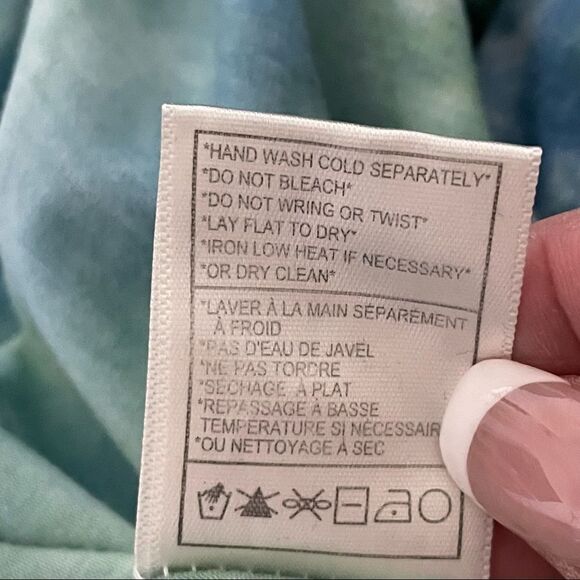 *HAND WASH COLD SEPARATELY*
*DO NOT BLEACH*
*DO NOT WRING OR TWIST*
*LAY FLAT TO DRY*
*IRON LOW HEAT IF NECESSARY*
*OR DRY CLEAN*
*LAVER À LA MAIN SÉPARÉMENT
À FROID
*PAS D'EAU DE JAVEL
*NE PAS TORDRE
*SÉCHAGE À PLAT
*REPASSAGE À BASSE
TEMPERATURE SI NÉCESSAIR
*OU NETTOYAGE À SEC